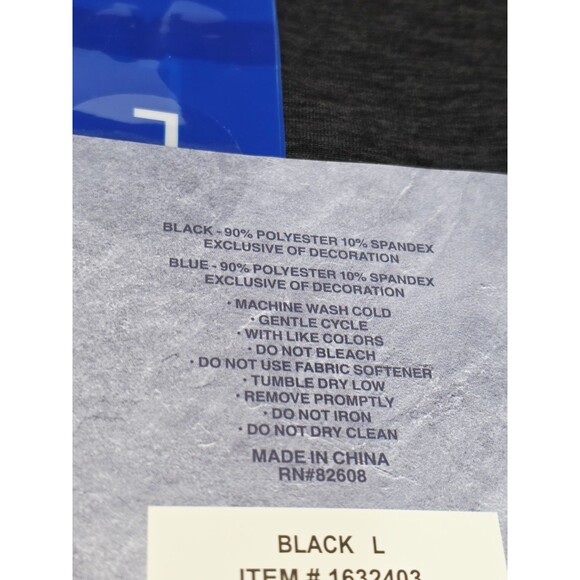 L
BLACK - 90% POLYESTER 10% SPANDEX
EXCLUSIVE OF DECORATION
BLUE - 90% POLYESTER 10% SPANDEX
EXCLUSIVE OF DECORATION
• MACHINE WASH COLD
• GENTLE CYCLE
• WITH LIKE COLORS
• DO NOT BLEACH
• DO NOT USE FABRIC SOFTENER
• TUMBLE DRY LOW
• REMOVE PROMPTLY
• DO NOT IRON
• DO NOT DRY CLEAN
MADE IN CHINA
RN#82608
BLACK L
ITEM # 1632403